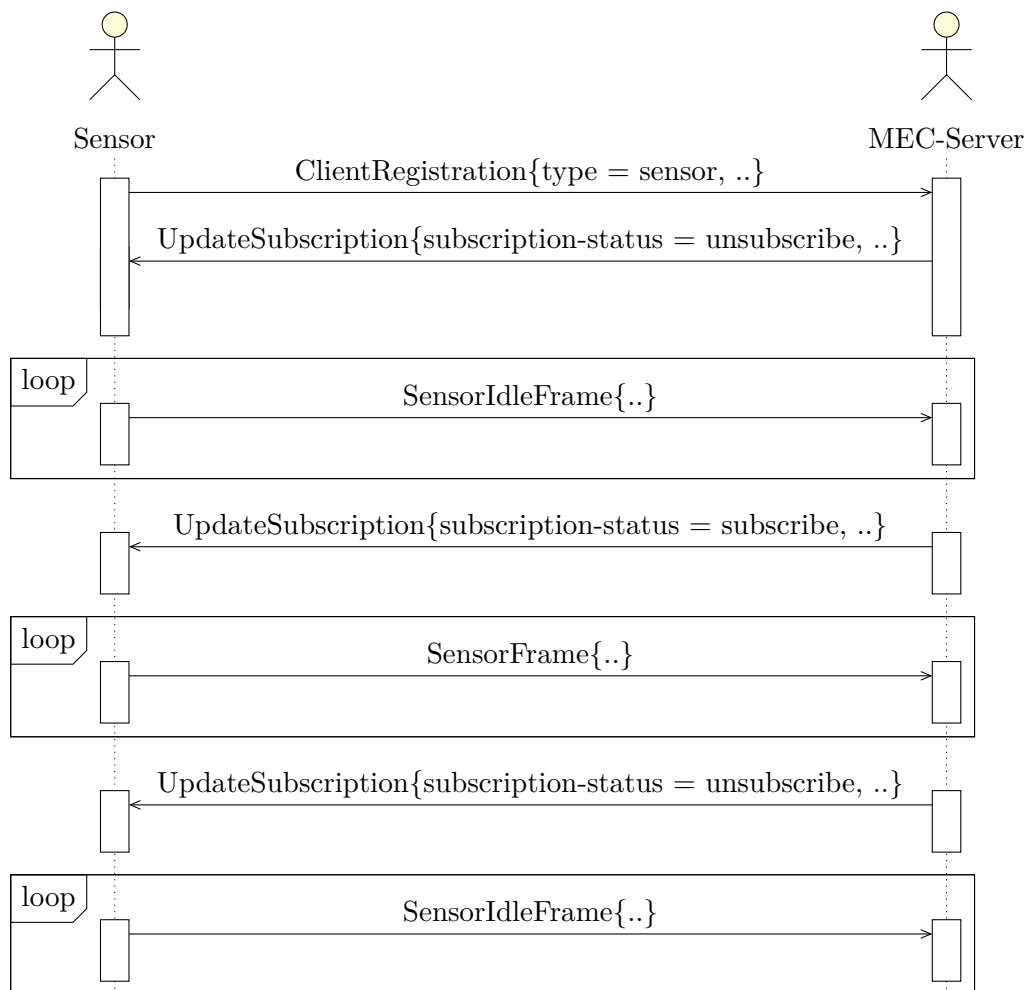 Sensor
MEC-Server
ClientRegistration{type = sensor, ..}
UpdateSubscription{subscription-status = unsubscribe, ..}
loop
SensorIdleFrame{..}
UpdateSubscription{subscription-status = subscribe, ..}
loop
SensorFrame{..}
UpdateSubscription{subscription-status = unsubscribe, ..}
loop
SensorIdleFrame{..}